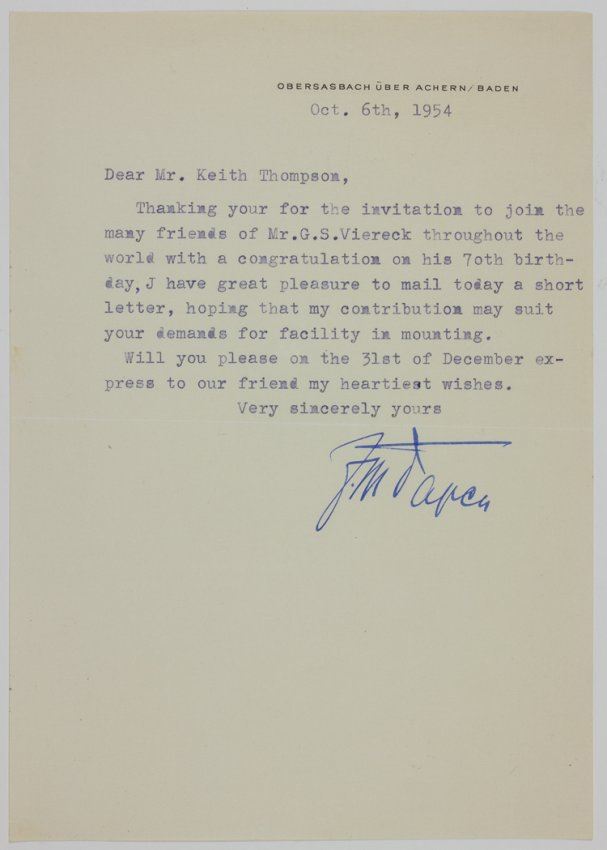 OBERSASBACH ÜBER ACHERN/BADEN
Oct. 6th, 1954
Dear Mr. Keith Thompson,
Thanking your for the invitation to join the
many friends of Mr.G.S.Viereck throughout the
world with a congratulation on his 7oth birth-
day, J have great pleasure to mail today a short
letter, hoping that my contribution may suit
your demands for facility in mounting.
Will you please on the 31st of December ex-
press to our friend my heartiest wishes.
Very sincerely yours
Papen